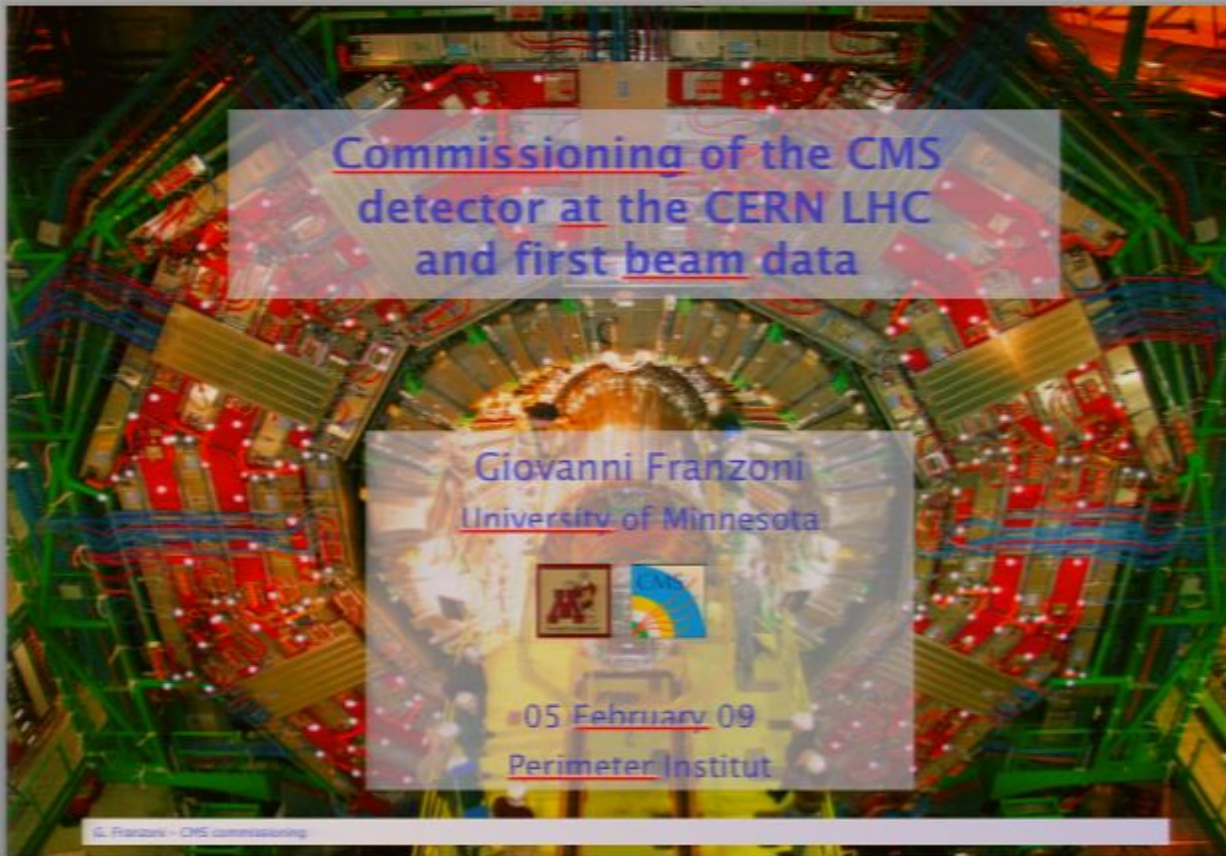 Commissioning of the CMS
detector at the CERN LHC
and first beam data
Giovanni Franzoni
University of Minnesota
CMS
05 February 09
Perimeter Institut
G. Franzoni - CMS commissioning